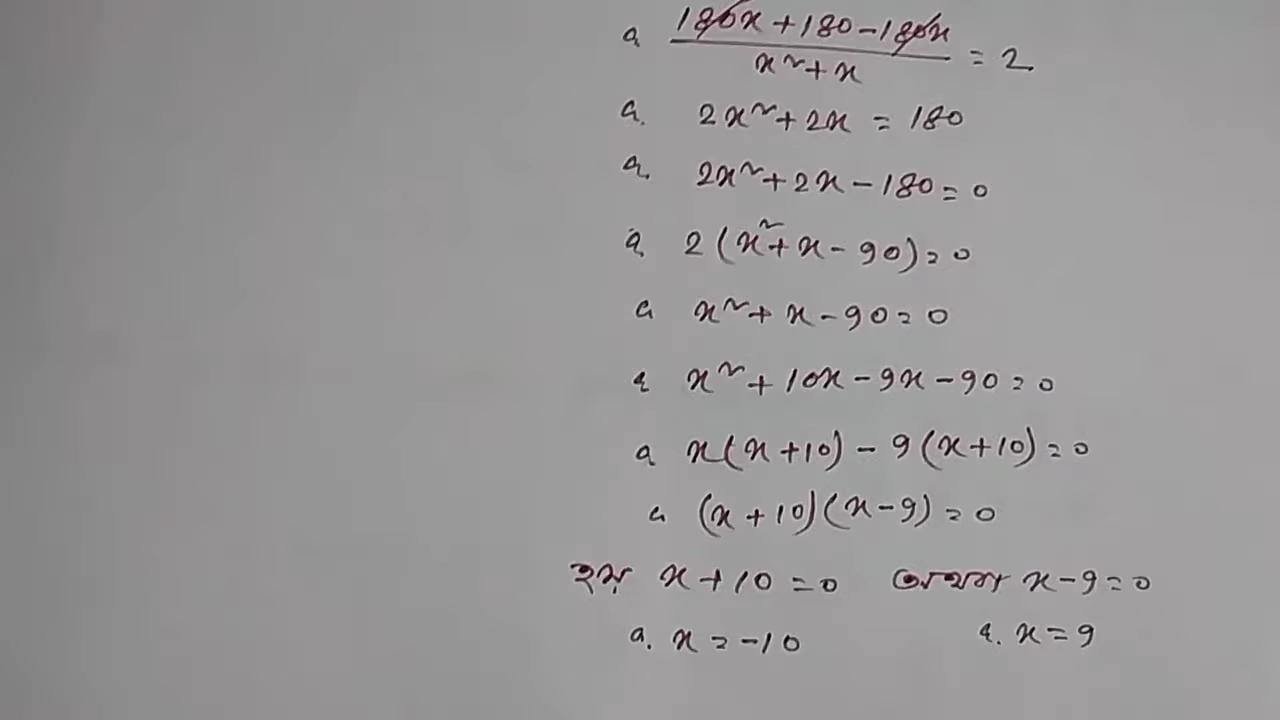 বা, (180x + 180 - 180x)/(x² + x) = 2
বা, 2x² + 2x = 180
বা, 2x² + 2x - 180 = 0
বা, 2(x² + x - 90) = 0
বা, x² + x - 90 = 0
বা, x² + 10x - 9x - 90 = 0
বা, x(x + 10) - 9(x + 10) = 0
বা, (x + 10)(x - 9) = 0
হয় x + 10 = 0 অথবা x - 9 = 0
বা, x = -10 বা, x = 9